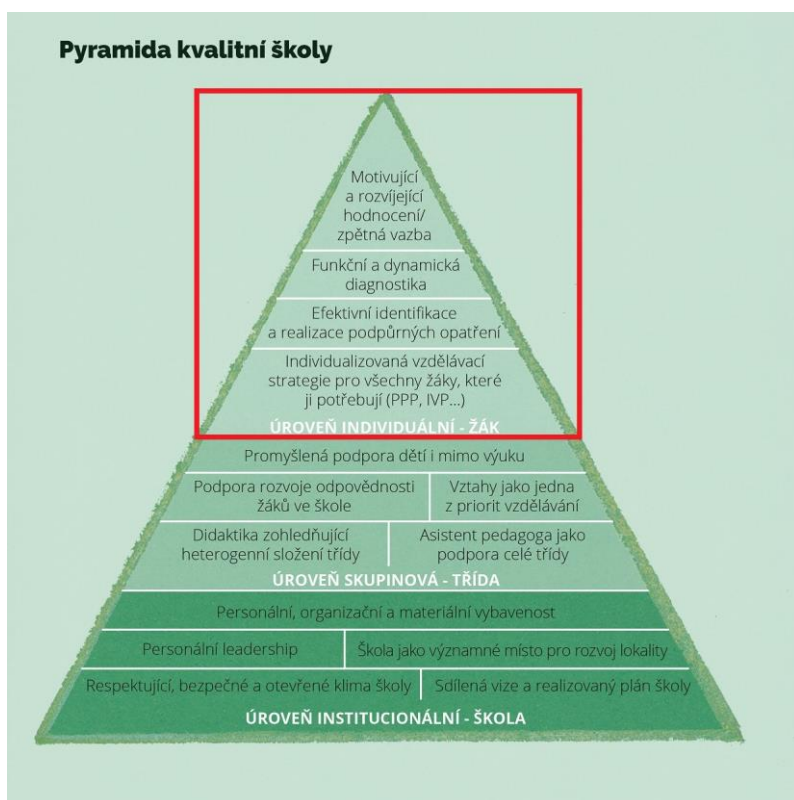 Pyramida kvalitní školy
Motivující
a rozvíjející
hodnocení/
zpětná vazba
Funkční a dynamická
diagnostika
Efektivní identifikace
a realizace podpůrných opatření
Individualizovaná vzdělávací
strategie pro všechny žáky, které
ji potřebují (PPP, IVP...)
ÚROVEŇ INDIVIDUÁLNÍ - ŽÁK
Promyšlená podpora dětí i mimo výuku
Podpora rozvoje odpovědnosti
žáků ve škole
Vztahy jako jedna
z priorit vzdělávání
Didaktika zohledňující
heterogenní složení třídy
Asistent pedagoga jako
podpora celé třídy
ÚROVEŇ SKUPINOVÁ - TŘÍDA
Personální, organizační a materiální vybavenost
Personální leadership
Škola jako významné místo pro rozvoj lokality
Respektující, bezpečné a otevřené klima školy
Sdílená vize a realizovaný plán školy
ÚROVEŇ INSTITUCIONÁLNÍ - ŠKOLA